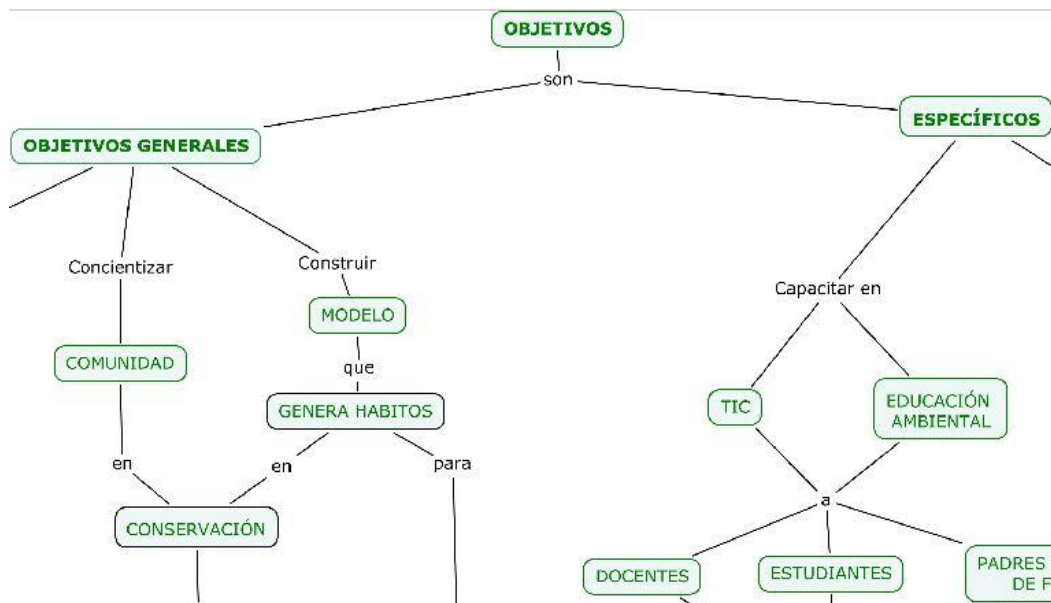 OBJETIVOS
son
OBJETIVOS GENERALES
ESPECÍFICOS
Concientizar
Construir
Capacitar en
MODELO
COMUNIDAD
que
TIC
EDUCACIÓN
AMBIENTAL
GENERA HABITOS
en
en
para
a
CONSERVACIÓN
DOCENTES
ESTUDIANTES
PADRES
DE F